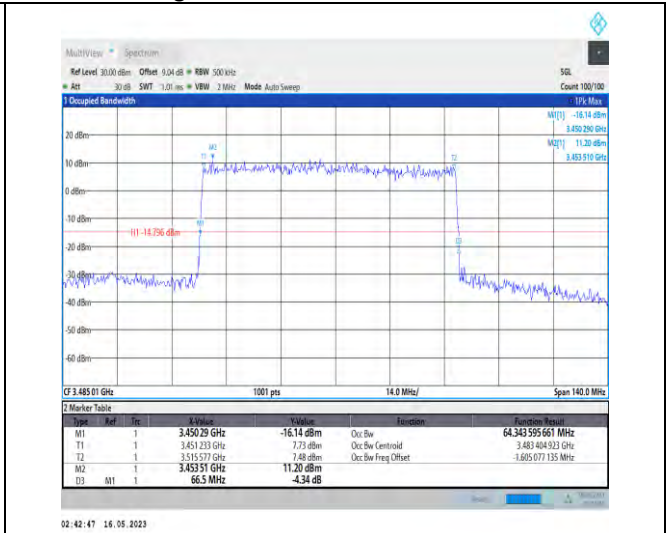 MultiView Spectrum
Ref Level 30.00 dBm Offset 9.04 dB RBW 500 kHz SGL
Att 30 dB SWT 1.01 ms VBW 2 MHz Mode Auto Sweep Count 100/100
1 Occupied Bandwidth 1Pk Max
M1[1] -16.14 dBm
3.450 290 GHz
M2[1] 11.20 dBm
3.453 510 GHz
20 dBm
M2
T1 T2
10 dBm
0 dBm
-10 dBm
M1
H1 -14.796 dBm
D3
-20 dBm
-30 dBm
-40 dBm
-50 dBm
-60 dBm
CF 3.485 01 GHz 1001 pts 14.0 MHz/ Span 140.0 MHz
2 Marker Table
Type Ref Trc X-Value Y-Value Function Function Result
M1 1 3.450 29 GHz -16.14 dBm Occ Bw 64.343 595 661 MHz
T1 1 3.451 233 GHz 7.73 dBm Occ Bw Centroid 3.483 404 923 GHz
T2 1 3.515 577 GHz 7.48 dBm Occ Bw Freq Offset -1.605 077 135 MHz
M2 1 3.453 51 GHz 11.20 dBm
D3 M1 1 66.5 MHz -4.34 dB
02:42:47 16.05.2023